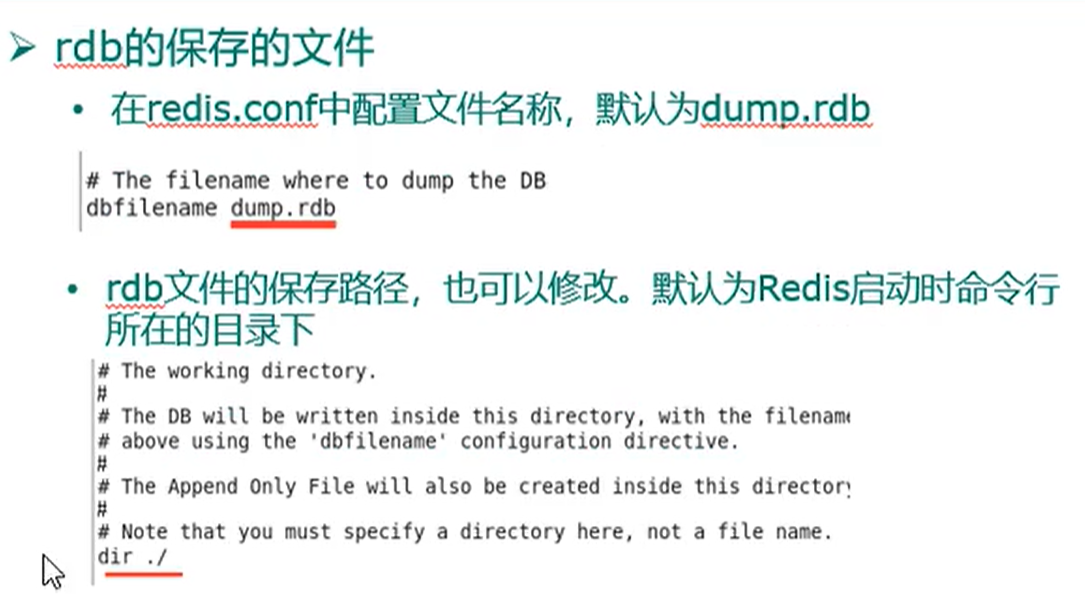 rdb的保存的文件
在redis.conf中配置文件名称，默认为dump.rdb
# The filename where to dump the DB
dbfilename dump.rdb
rdb文件的保存路径，也可以修改。默认为Redis启动时命令行
所在的目录下
# The working directory.
#
# The DB will be written inside this directory, with the filename
# above using the 'dbfilename' configuration directive.
#
# The Append Only File will also be created inside this directory
#
# Note that you must specify a directory here, not a file name.
dir ./